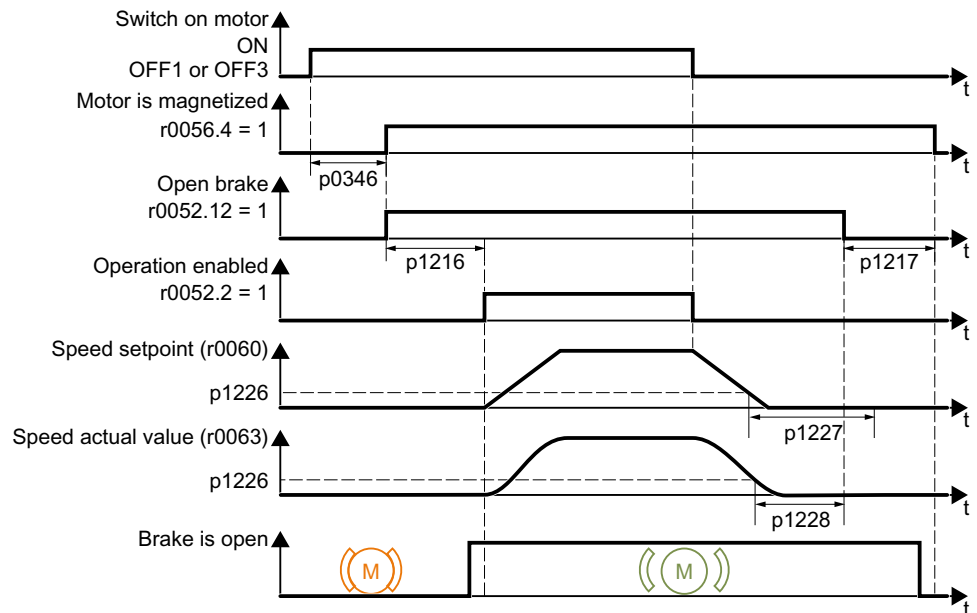 Switch on motor
ON
OFF1 or OFF3
t
Motor is magnetized
r0056.4 = 1
t
p0346
Open brake
r0052.12 = 1
t
p1216
p1217
Operation enabled
r0052.2 = 1
t
Speed setpoint (r0060)
p1226
t
p1227
Speed actual value (r0063)
p1226
t
p1228
Brake is open
M
M
t